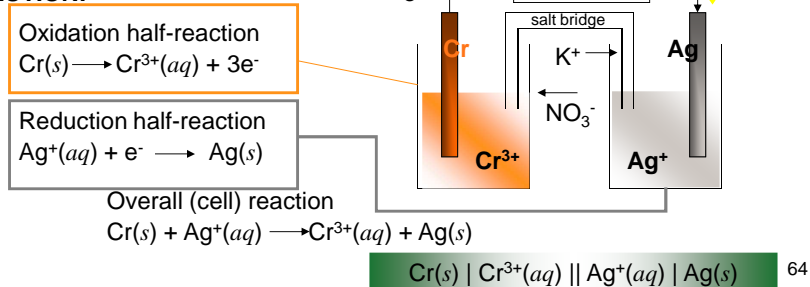 Oxidation half-reaction
Cr(s) ⟶ Cr³⁺(aq) + 3e⁻
Reduction half-reaction
Ag⁺(aq) + e⁻ ⟶ Ag(s)
salt bridge
Cr
K⁺
Ag
NO₃⁻
Cr³⁺
Ag⁺
Overall (cell) reaction
Cr(s) + Ag⁺(aq) ⟶ Cr³⁺(aq) + Ag(s)
Cr(s) | Cr³⁺(aq) || Ag⁺(aq) | Ag(s)
64